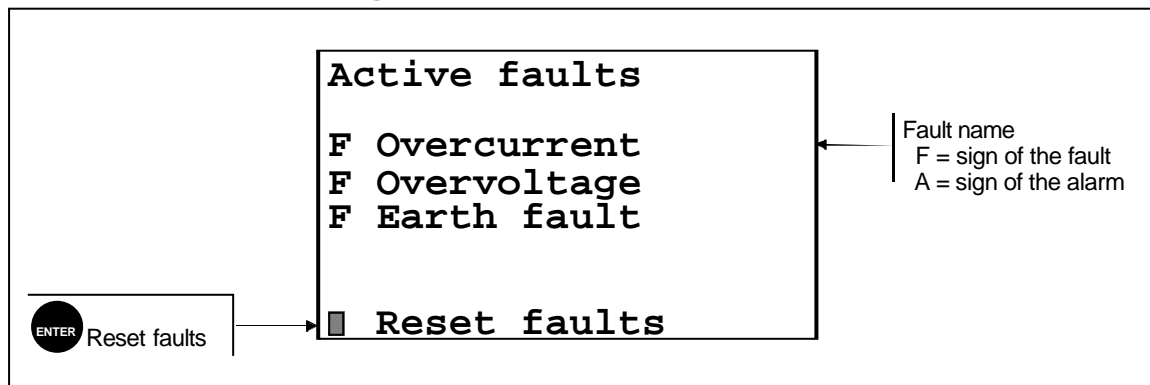 Active faults
F Overcurrent
F Overvoltage
F Earth fault
Reset faults
Fault name
F = sign of the fault
A = sign of the alarm
ENTER Reset faults